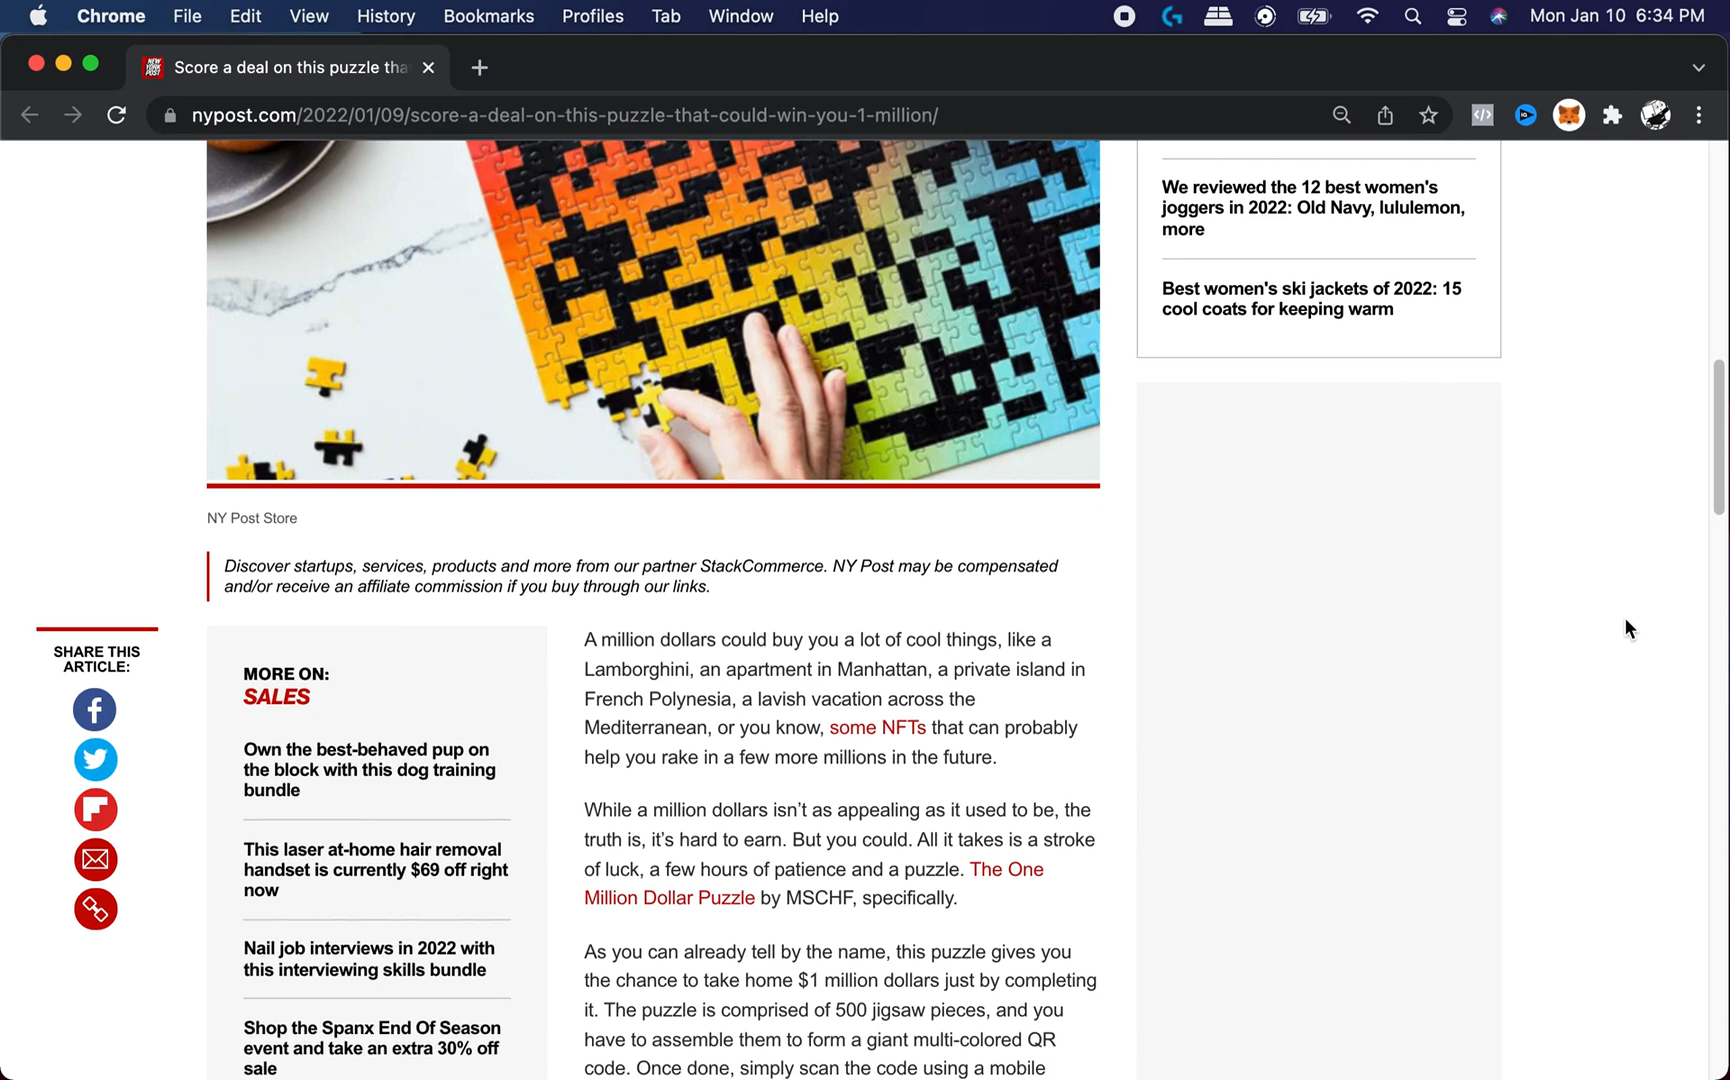 Chrome File Edit View History Bookmarks Profiles Tab Window Help Mon Jan 10 6:34 PM
NEW YORK POST Score a deal on this puzzle tha
nypost.com/2022/01/09/score-a-deal-on-this-puzzle-that-could-win-you-1-million/
We reviewed the 12 best women's
joggers in 2022: Old Navy, lululemon,
more
Best women's ski jackets of 2022: 15
cool coats for keeping warm
NY Post Store
Discover startups, services, products and more from our partner StackCommerce. NY Post may be compensated
and/or receive an affiliate commission if you buy through our links.
SHARE THIS
ARTICLE:
MORE ON:
SALES
Own the best-behaved pup on
the block with this dog training
bundle
This laser at-home hair removal
handset is currently $69 off right
now
Nail job interviews in 2022 with
this interviewing skills bundle
Shop the Spanx End Of Season
event and take an extra 30% off
sale
A million dollars could buy you a lot of cool things, like a
Lamborghini, an apartment in Manhattan, a private island in
French Polynesia, a lavish vacation across the
Mediterranean, or you know, some NFTs that can probably
help you rake in a few more millions in the future.
While a million dollars isn't as appealing as it used to be, the
truth is, it's hard to earn. But you could. All it takes is a stroke
of luck, a few hours of patience and a puzzle. The One
Million Dollar Puzzle by MSCHF, specifically.
As you can already tell by the name, this puzzle gives you
the chance to take home $1 million dollars just by completing
it. The puzzle is comprised of 500 jigsaw pieces, and you
have to assemble them to form a giant multi-colored QR
code. Once done, simply scan the code using a mobile